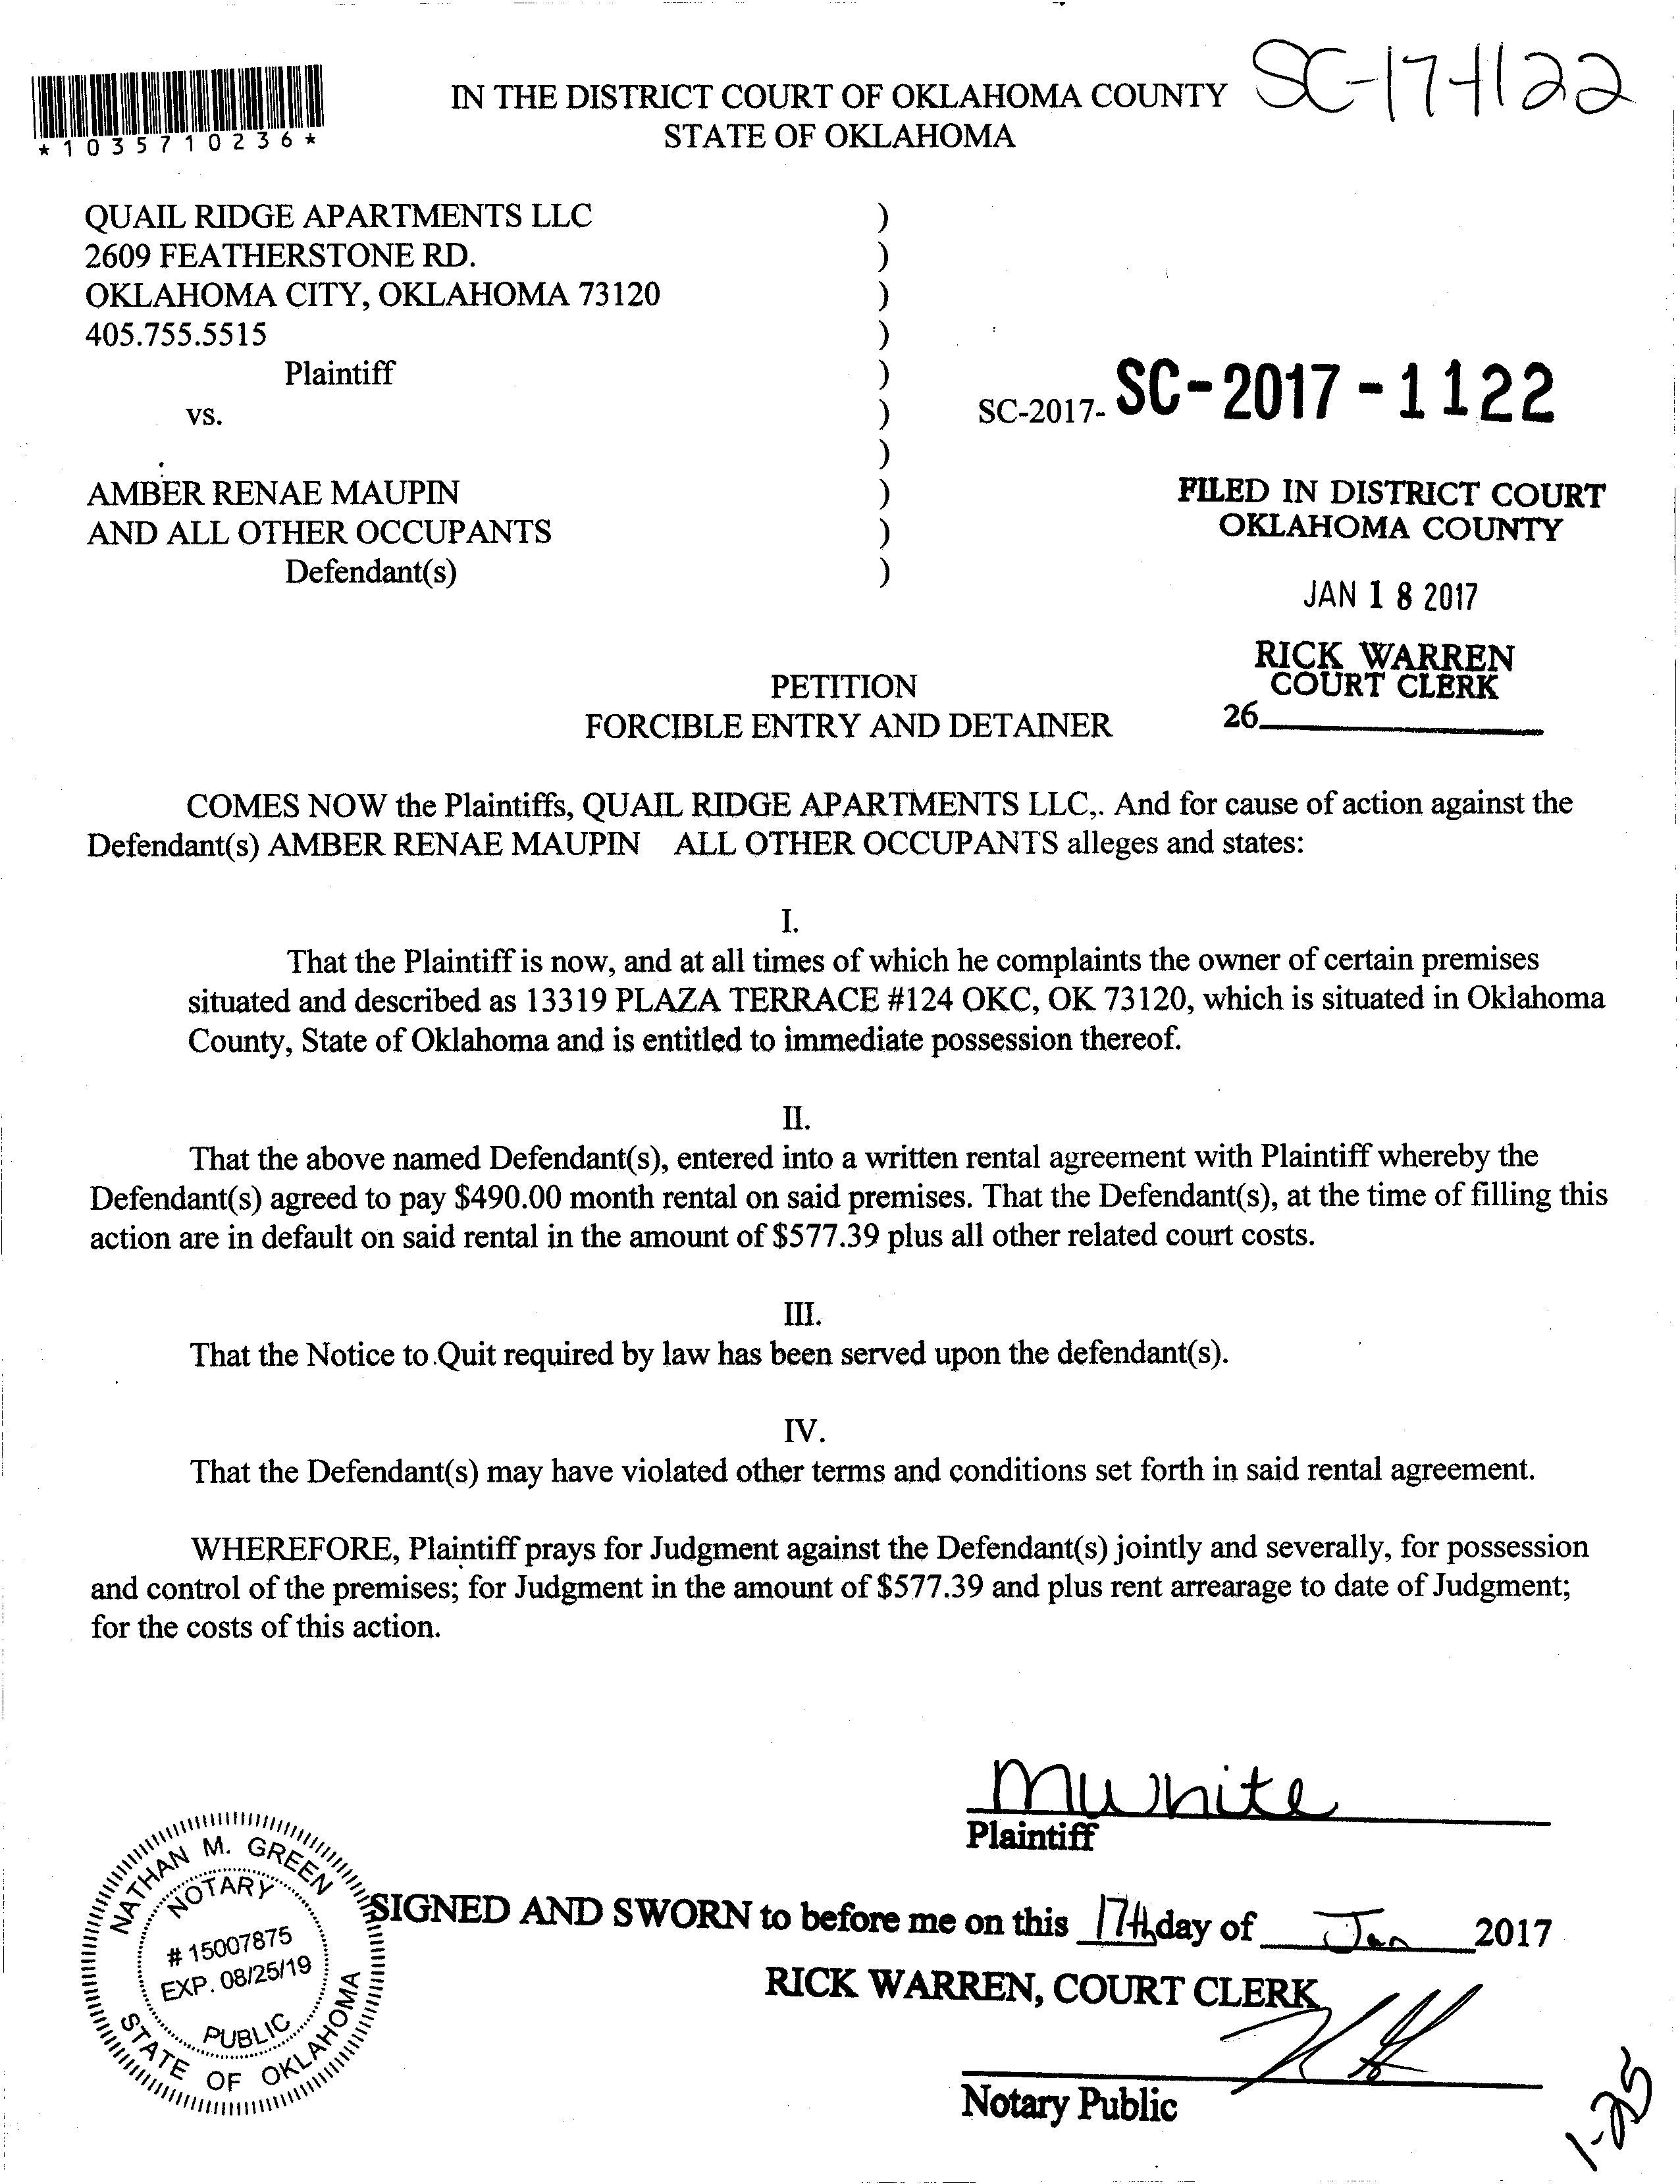 SC-17-1122
*1035710236*
IN THE DISTRICT COURT OF OKLAHOMA COUNTY
STATE OF OKLAHOMA
QUAIL RIDGE APARTMENTS LLC )
2609 FEATHERSTONE RD. )
OKLAHOMA CITY, OKLAHOMA 73120 )
405.755.5515 )
Plaintiff )
vs. ) SC-2017- SC-2017-1122
)
AMBER RENAE MAUPIN )
AND ALL OTHER OCCUPANTS )
Defendant(s) )
FILED IN DISTRICT COURT
OKLAHOMA COUNTY
JAN 18 2017
RICK WARREN
COURT CLERK
26
PETITION
FORCIBLE ENTRY AND DETAINER
COMES NOW the Plaintiffs, QUAIL RIDGE APARTMENTS LLC,. And for cause of action against the
Defendant(s) AMBER RENAE MAUPIN ALL OTHER OCCUPANTS alleges and states:
I.
That the Plaintiff is now, and at all times of which he complaints the owner of certain premises
situated and described as 13319 PLAZA TERRACE #124 OKC, OK 73120, which is situated in Oklahoma
County, State of Oklahoma and is entitled to immediate possession thereof.
II.
That the above named Defendant(s), entered into a written rental agreement with Plaintiff whereby the
Defendant(s) agreed to pay $490.00 month rental on said premises. That the Defendant(s), at the time of filling this
action are in default on said rental in the amount of $577.39 plus all other related court costs.
III.
That the Notice to Quit required by law has been served upon the defendant(s).
IV.
That the Defendant(s) may have violated other terms and conditions set forth in said rental agreement.
WHEREFORE, Plaintiff prays for Judgment against the Defendant(s) jointly and severally, for possession
and control of the premises; for Judgment in the amount of $577.39 and plus rent arrearage to date of Judgment;
for the costs of this action.
MWhite
Plaintiff
NATHAN M. GREEN
NOTARY
# 15007875
EXP. 08/25/19
PUBLIC
STATE OF OKLAHOMA
SIGNED AND SWORN to before me on this 17th day of Jan 2017
RICK WARREN, COURT CLERK
Notary Public
1-25